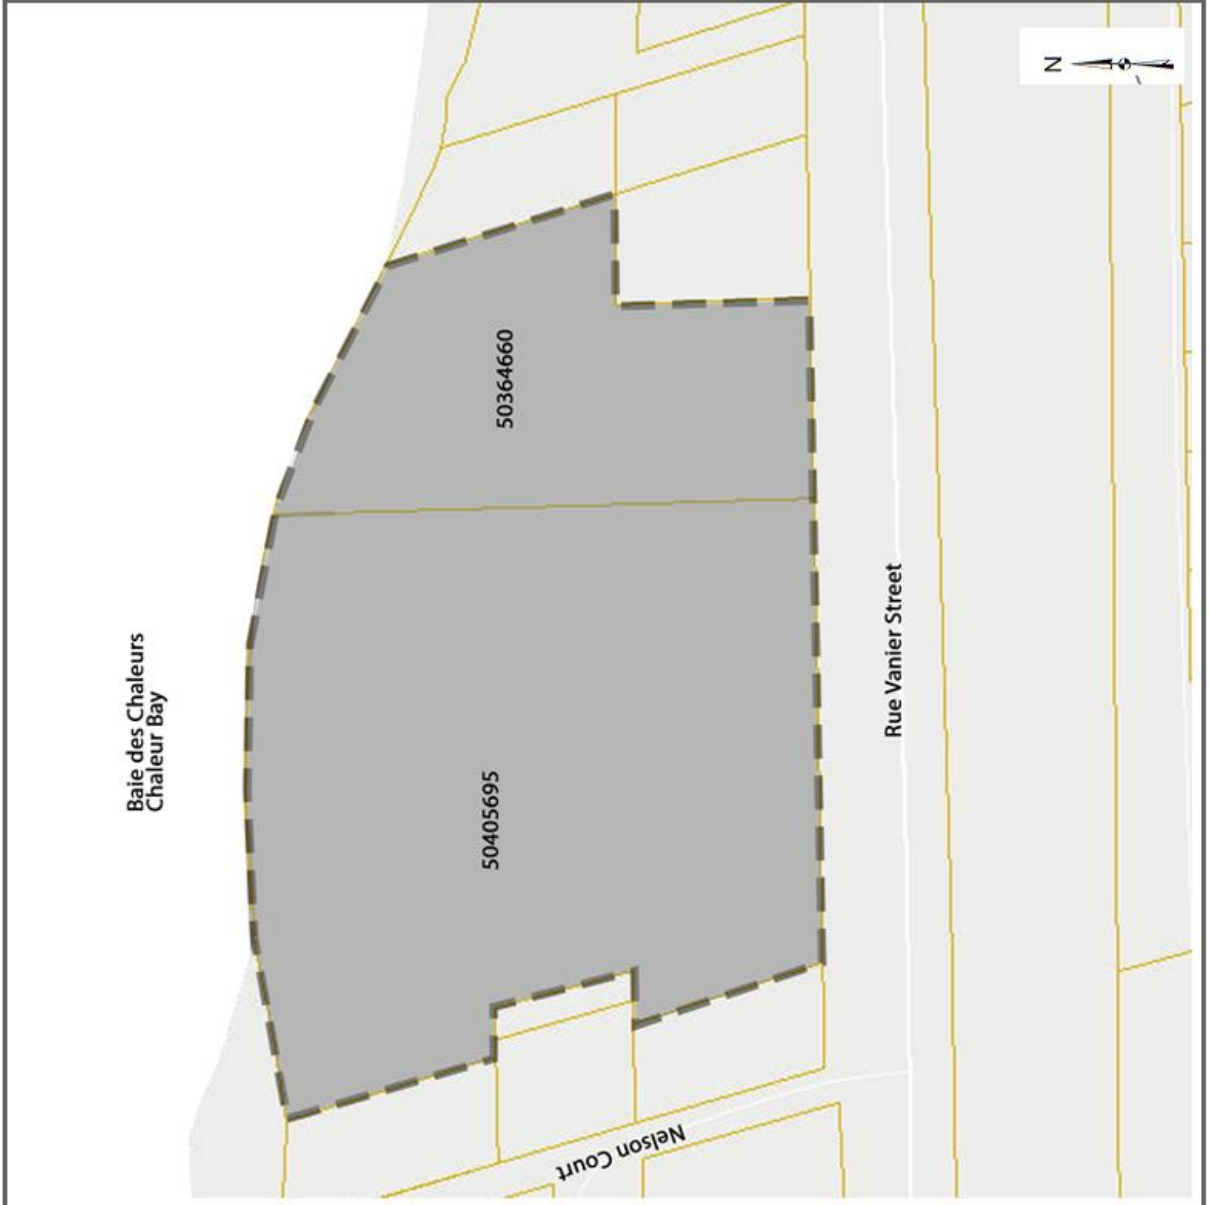 Baie des Chaleurs
Chaleur Bay
50405695
50364660
Rue Vanier Street
Nelson Court
N